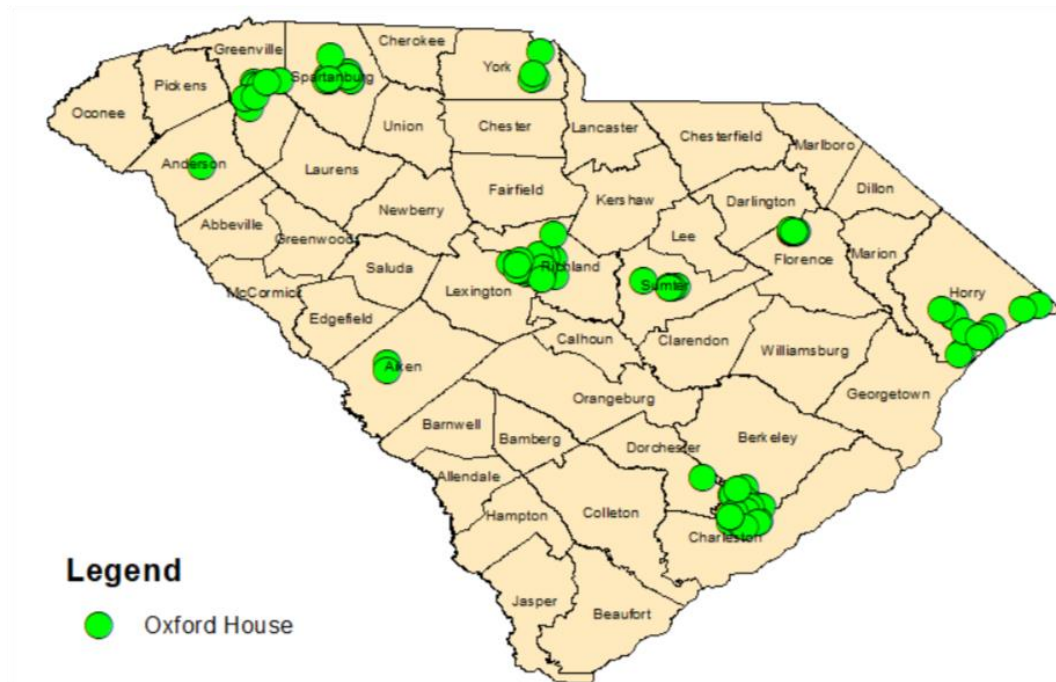 Greenville
Cherokee
Spartanburg
York
Pickens
Oconee
Union
Chester
Lancaster
Chesterfield
Marlboro
Anderson
Laurens
Fairfield
Kershaw
Darlington
Dillon
Abbeville
Greenwood
Newberry
Lee
Florence
Marion
Saluda
Richland
McCormick
Lexington
Sumter
Horry
Edgefield
Calhoun
Clarendon
Williamsburg
Aiken
Georgetown
Orangeburg
Barnwell
Bamberg
Dorchester
Berkeley
Allendale
Hampton
Colleton
Charleston
Jasper
Beaufort
Legend
Oxford House